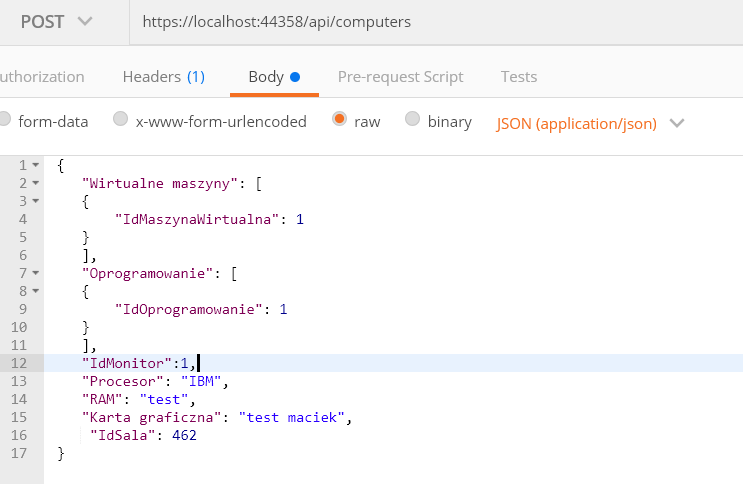 POST https://localhost:44358/api/computers
uthorization Headers (1) Body Pre-request Script Tests
form-data x-www-form-urlencoded raw binary JSON (application/json)
1 {
2 "Wirtualne maszyny": [
3 {
4 "IdMaszynaWirtualna": 1
5 }
6 ],
7 "Oprogramowanie": [
8 {
9 "IdOprogramowanie": 1
10 }
11 ],
12 "IdMonitor":1,
13 "Procesor": "IBM",
14 "RAM": "test",
15 "Karta graficzna": "test maciek",
16 "IdSala": 462
17 }